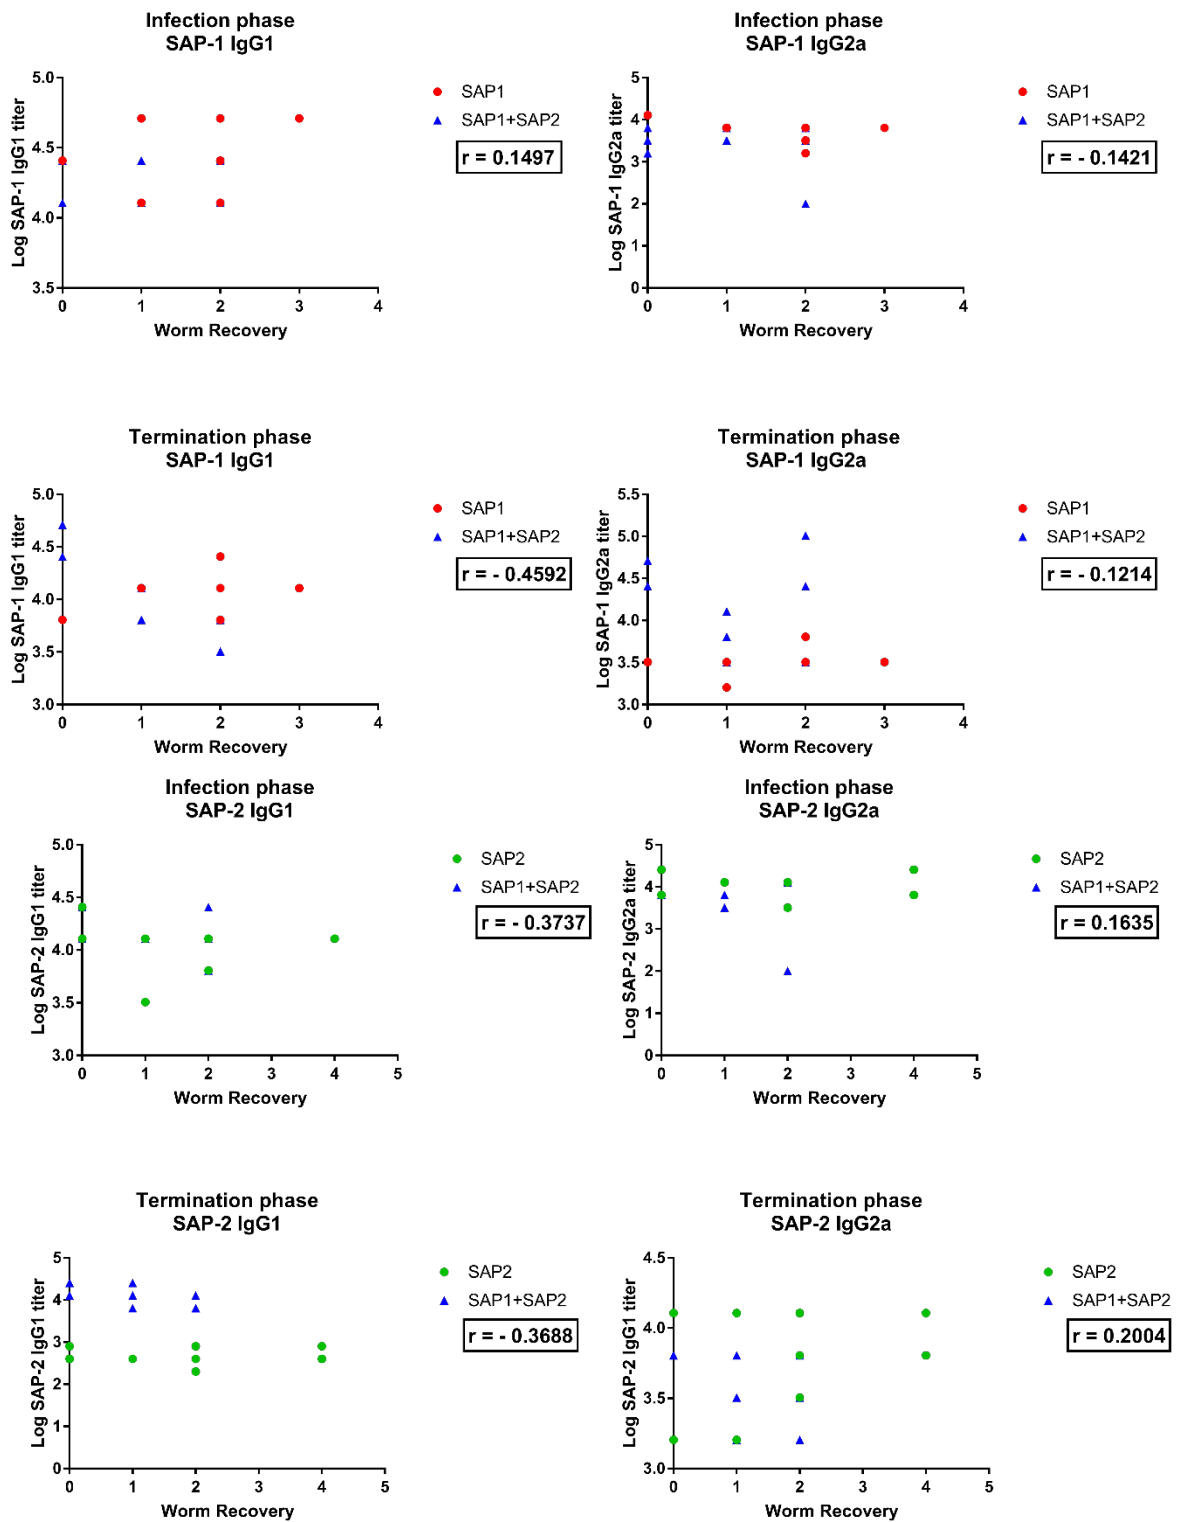 Infection phase
SAP-1 IgG1
Log SAP-1 IgG1 titer
5.0
4.5
4.0
3.5
0 1 2 3 4
Worm Recovery
SAP1
SAP1+SAP2
r = 0.1497
Infection phase
SAP-1 IgG2a
Log SAP-1 IgG2a titer
5
4
3
2
1
0
0 1 2 3 4
Worm Recovery
SAP1
SAP1+SAP2
r = - 0.1421
Termination phase
SAP-1 IgG1
Log SAP-1 IgG1 titer
5.0
4.5
4.0
3.5
3.0
0 1 2 3 4
Worm Recovery
SAP1
SAP1+SAP2
r = - 0.4592
Termination phase
SAP-1 IgG2a
Log SAP-1 IgG2a titer
5.5
5.0
4.5
4.0
3.5
3.0
0 1 2 3 4
Worm Recovery
SAP1
SAP1+SAP2
r = - 0.1214
Infection phase
SAP-2 IgG1
Log SAP-2 IgG1 titer
5.0
4.5
4.0
3.5
3.0
0 1 2 3 4 5
Worm Recovery
SAP2
SAP1+SAP2
r = - 0.3737
Infection phase
SAP-2 IgG2a
Log SAP-2 IgG2a titer
5
4
3
2
1
0
0 1 2 3 4 5
Worm Recovery
SAP2
SAP1+SAP2
r = 0.1635
Termination phase
SAP-2 IgG1
Log SAP-2 IgG1 titer
5
4
3
2
1
0
0 1 2 3 4 5
Worm Recovery
SAP2
SAP1+SAP2
r = - 0.3688
Termination phase
SAP-2 IgG2a
Log SAP-2 IgG1 titer
4.5
4.0
3.5
3.0
0 1 2 3 4 5
Worm Recovery
SAP2
SAP1+SAP2
r = 0.2004